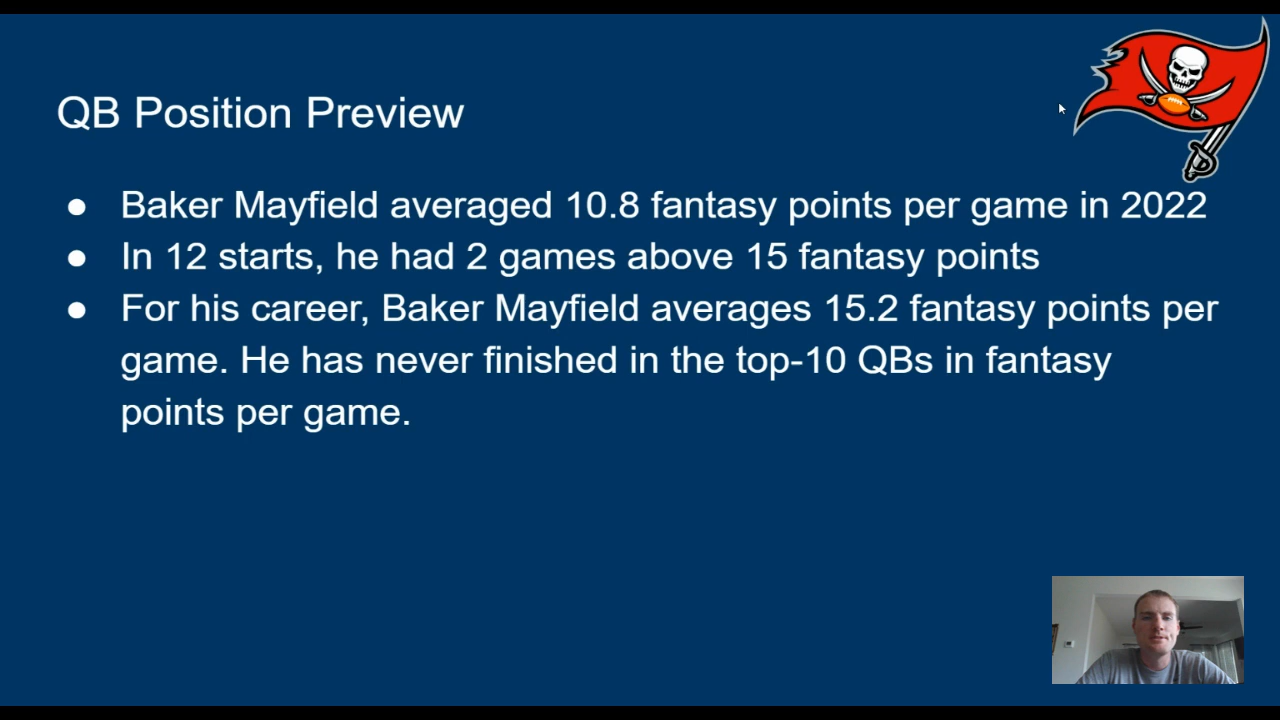 QB Position Preview
● Baker Mayfield averaged 10.8 fantasy points per game in 2022
● In 12 starts, he had 2 games above 15 fantasy points
● For his career, Baker Mayfield averages 15.2 fantasy points per
game. He has never finished in the top-10 QBs in fantasy
points per game.